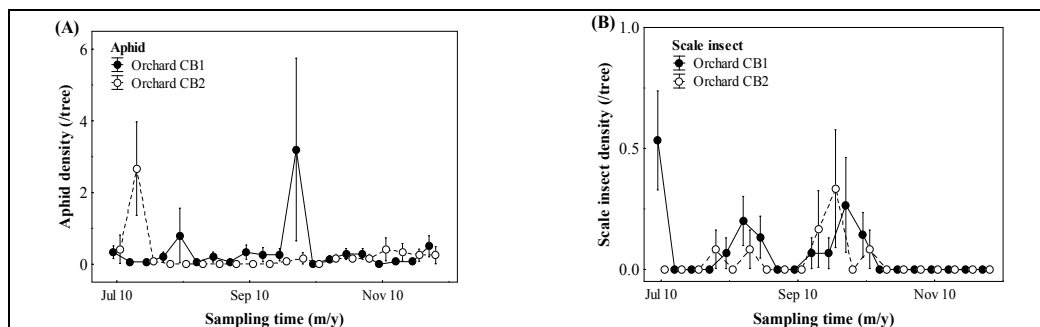 (A)
Aphid
Orchard CB1
Orchard CB2
Aphid density (/tree)
6
4
2
0
Jul 10
Sep 10
Nov 10
Sampling time (m/y)
(B)
Scale insect
Orchard CB1
Orchard CB2
Scale insect density (/tree)
1.0
0.5
0.0
Jul 10
Sep 10
Nov 10
Sampling time (m/y)